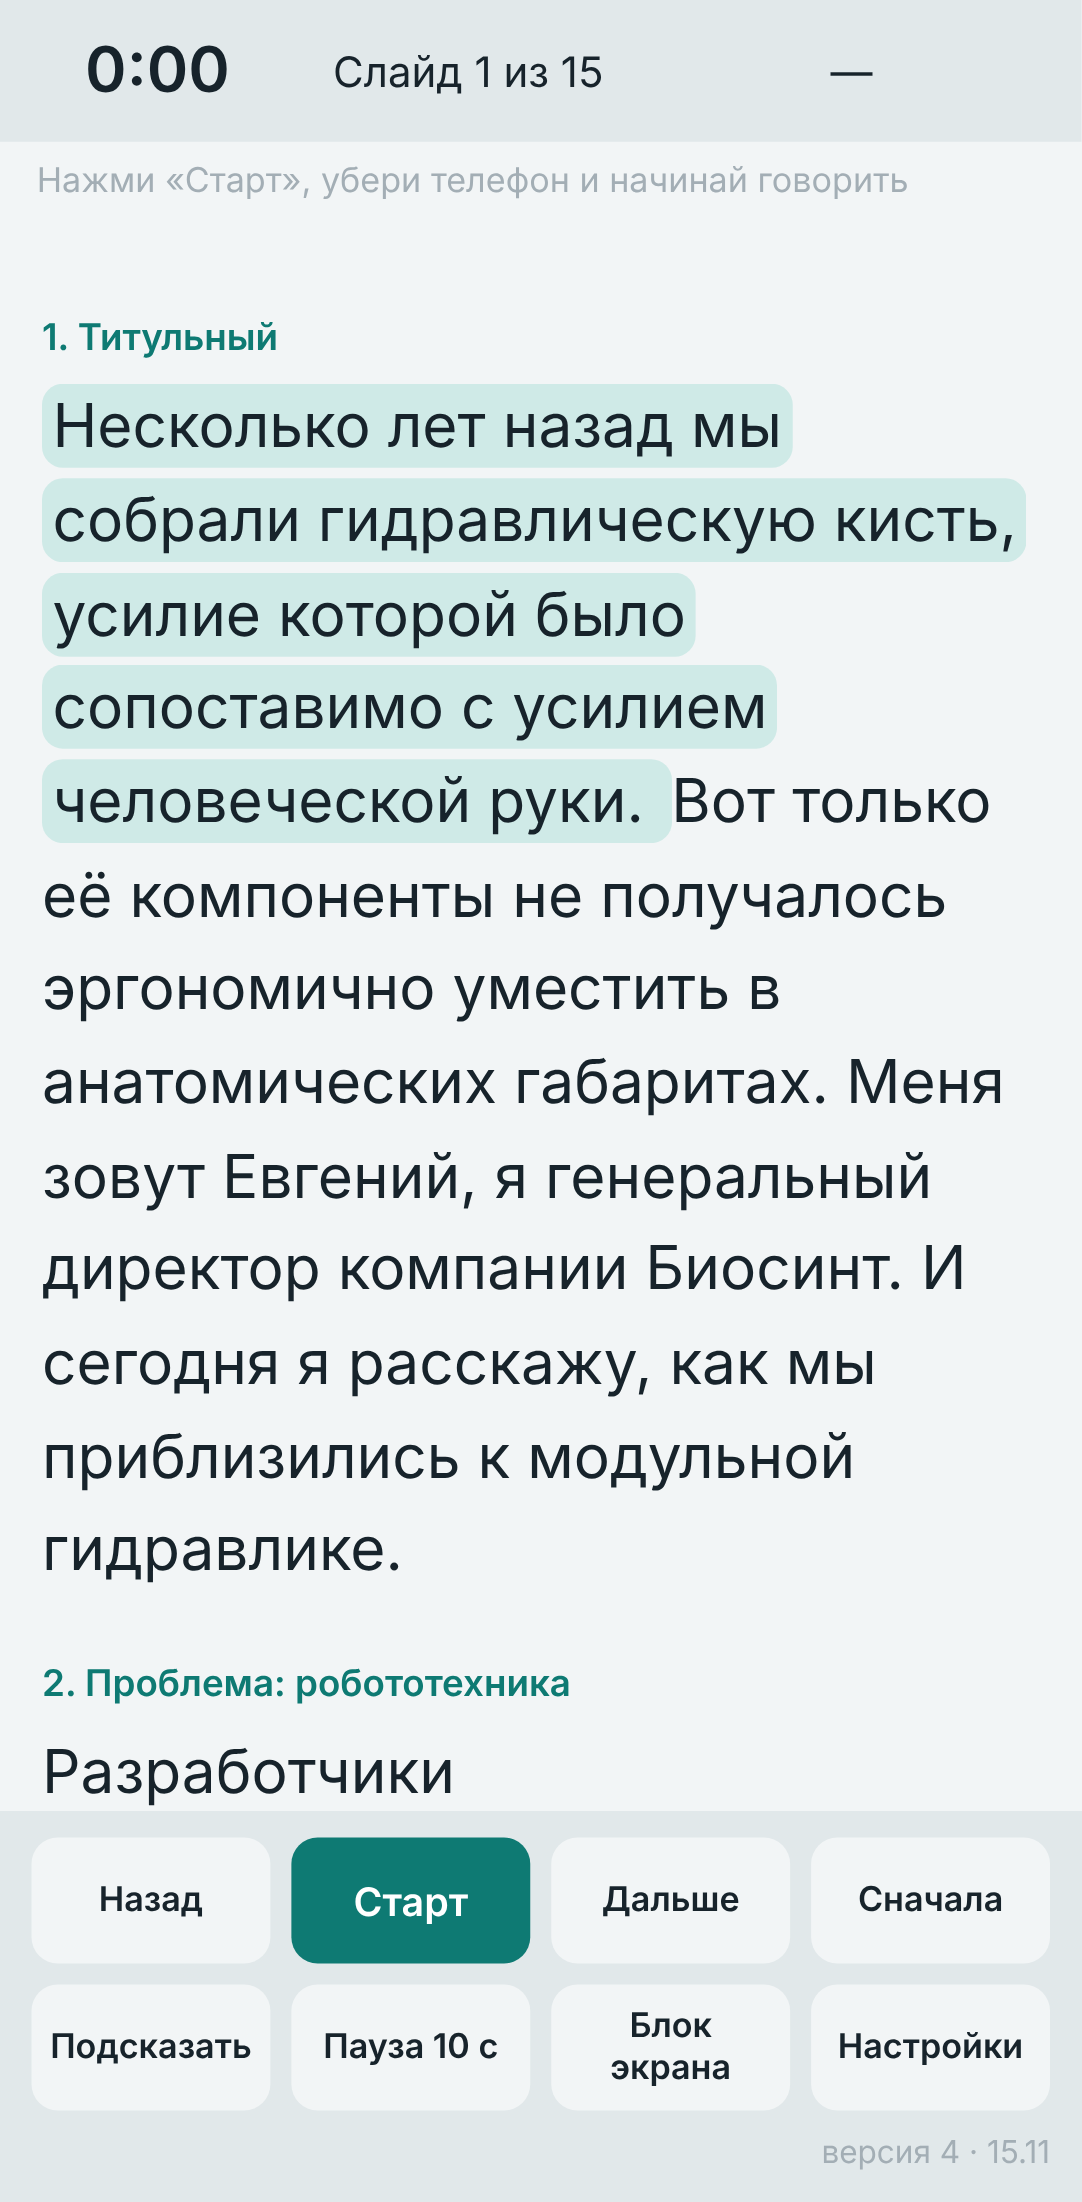 0:00 Слайд 1 из 15 —
Нажми «Старт», убери телефон и начинай говорить
1. Титульный
Несколько лет назад мы
собрали гидравлическую кисть,
усилие которой было
сопоставимо с усилием
человеческой руки. Вот только
её компоненты не получалось
эргономично уместить в
анатомических габаритах. Меня
зовут Евгений, я генеральный
директор компании Биосинт. И
сегодня я расскажу, как мы
приблизились к модульной
гидравлике.
2. Проблема: робототехника
Разработчики
Назад Старт Дальше Сначала
Подсказать Пауза 10 с Блок
экрана Настройки
версия 4 · 15.11